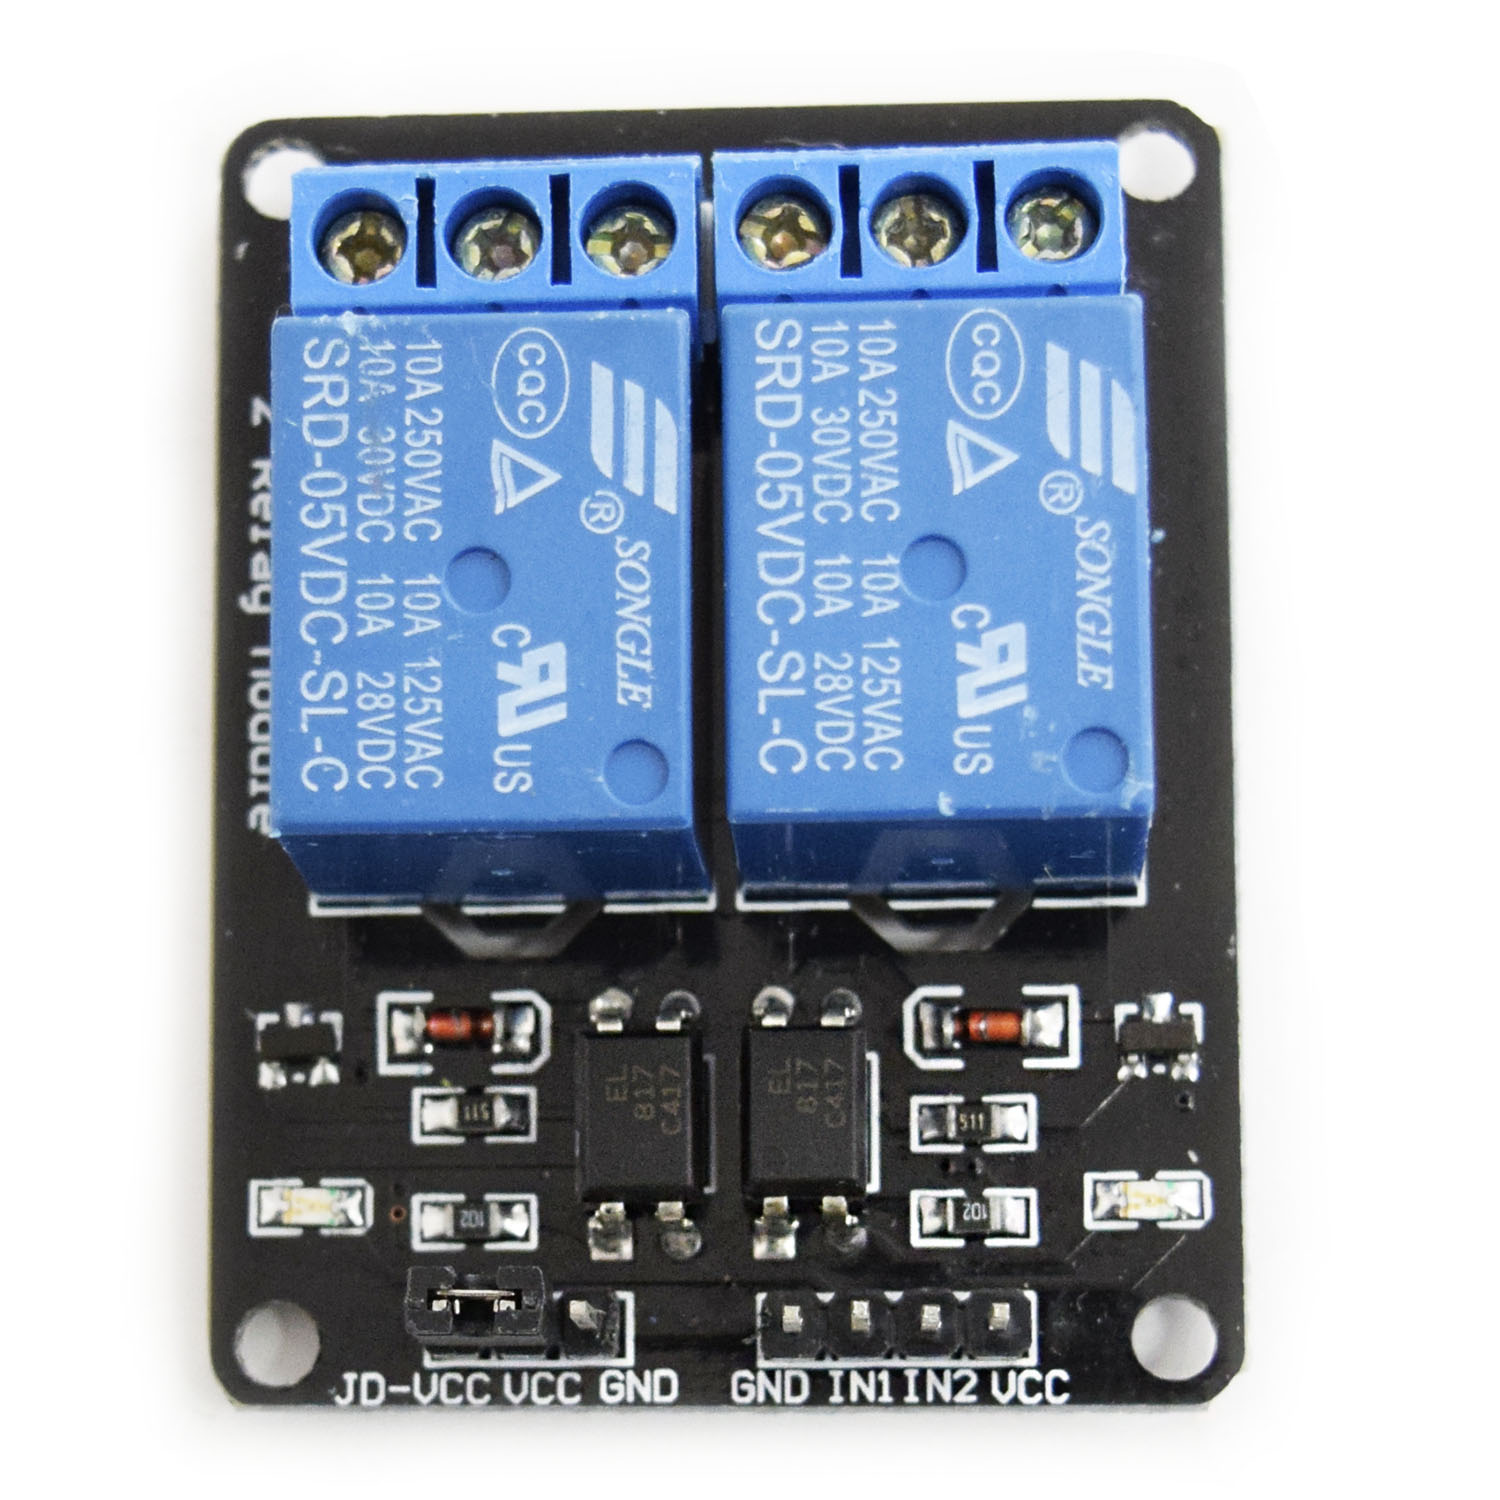 2 Relay Module
SONGLE
®
CQC
C US
10A 250VAC 10A 125VAC
10A 30VDC 10A 28VDC
SRD-05VDC-SL-C
SONGLE
®
CQC
C US
10A 250VAC 10A 125VAC
10A 30VDC 10A 28VDC
SRD-05VDC-SL-C
EL
817
C417
EL
817
C417
511
511
102
102
JD-VCC VCC GND
GND IN1 IN2 VCC